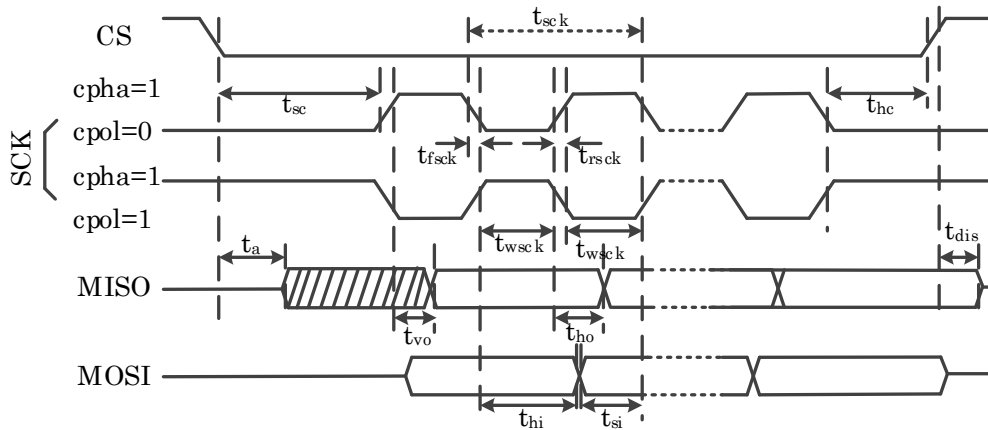 CS
t_sck
cpha=1
t_sc
t_hc
SCK
cpol=0
t_fsck
t_rsck
cpha=1
cpol=1
t_a
t_wsck
t_wsck
t_dis
MISO
t_vo
t_ho
MOSI
t_hi
t_si